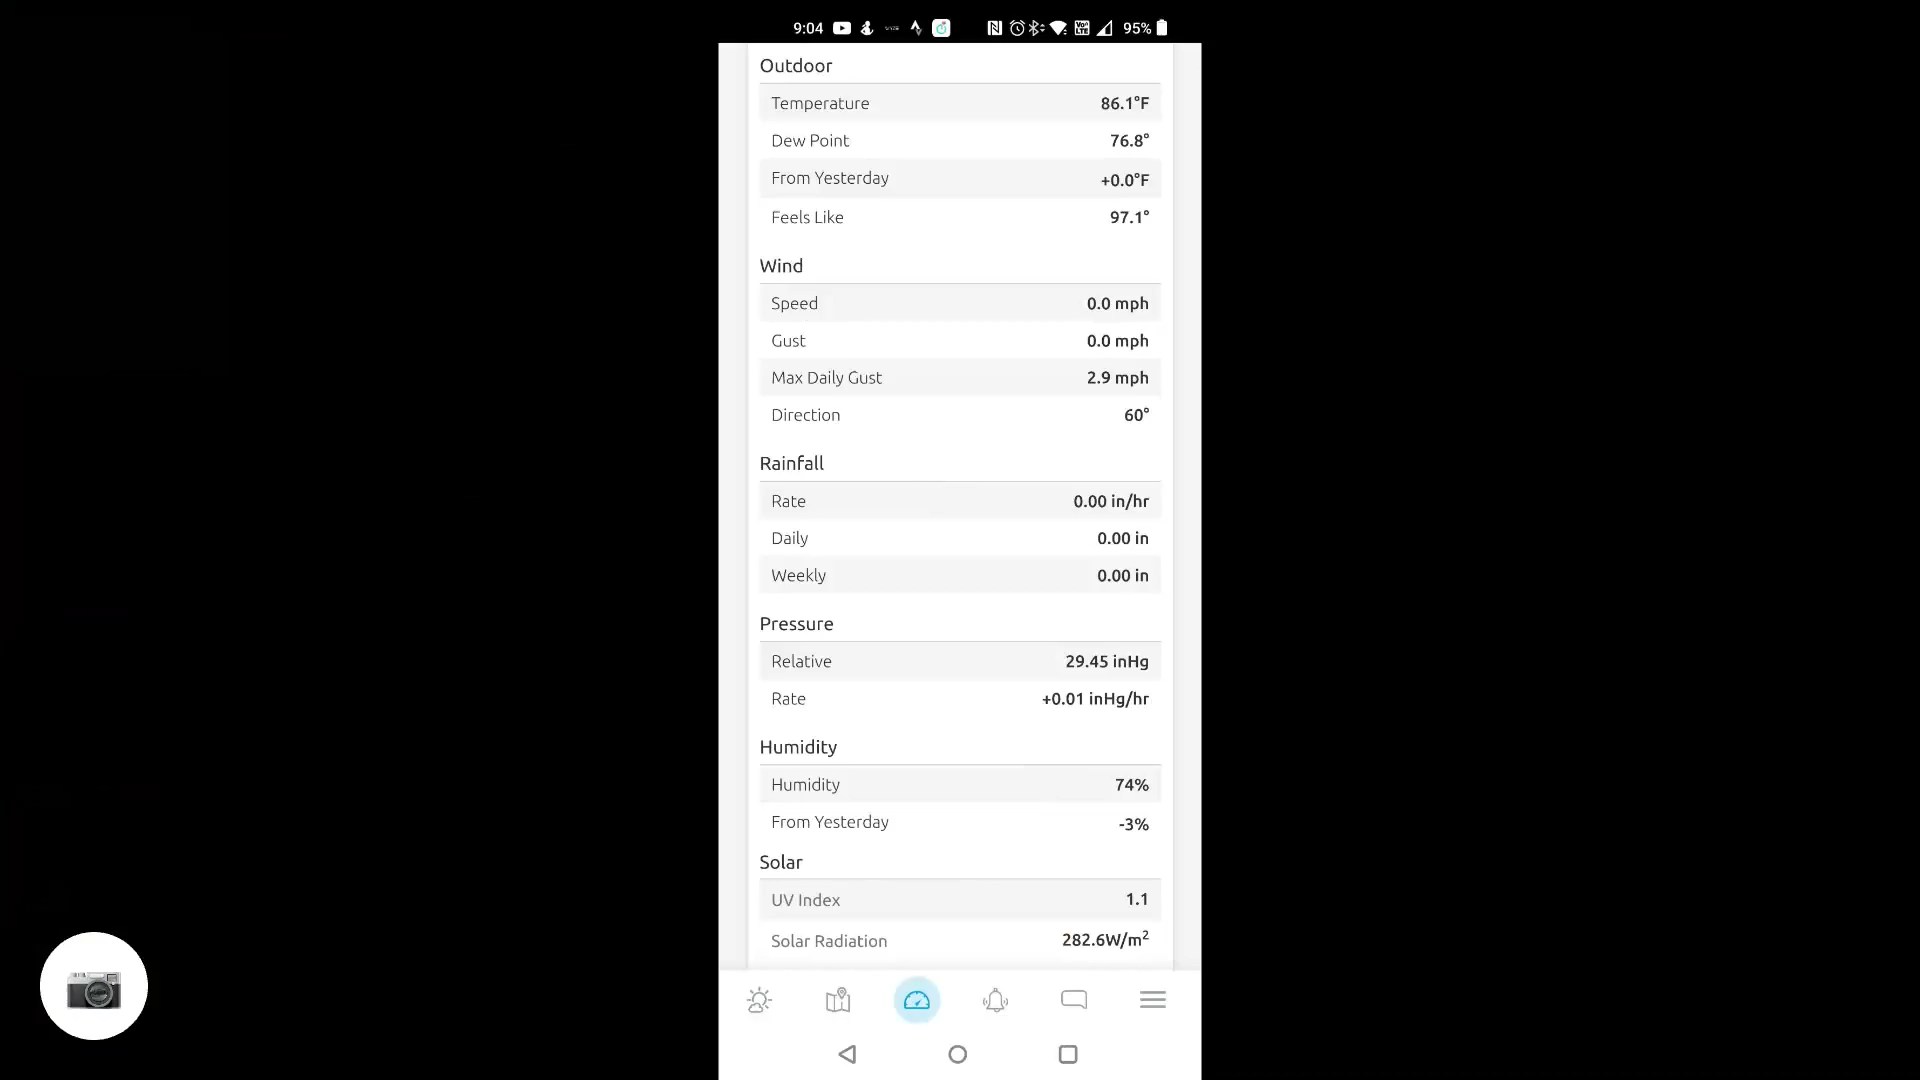 9:04 95%
Outdoor
Temperature 86.1°F
Dew Point 76.8°
From Yesterday +0.0°F
Feels Like 97.1°
Wind
Speed 0.0 mph
Gust 0.0 mph
Max Daily Gust 2.9 mph
Direction 60°
Rainfall
Rate 0.00 in/hr
Daily 0.00 in
Weekly 0.00 in
Pressure
Relative 29.45 inHg
Rate +0.01 inHg/hr
Humidity
Humidity 74%
From Yesterday -3%
Solar
UV Index 1.1
Solar Radiation 282.6W/m²